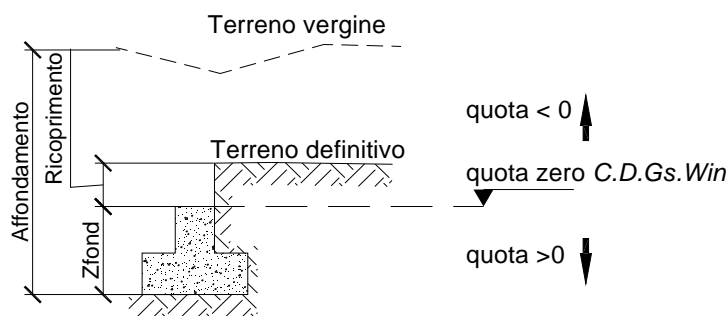 Terreno vergine
Affondamento
Ricoprimento
quota < 0
Terreno definitivo
quota zero C.D.Gs.Win
Zfond
quota >0